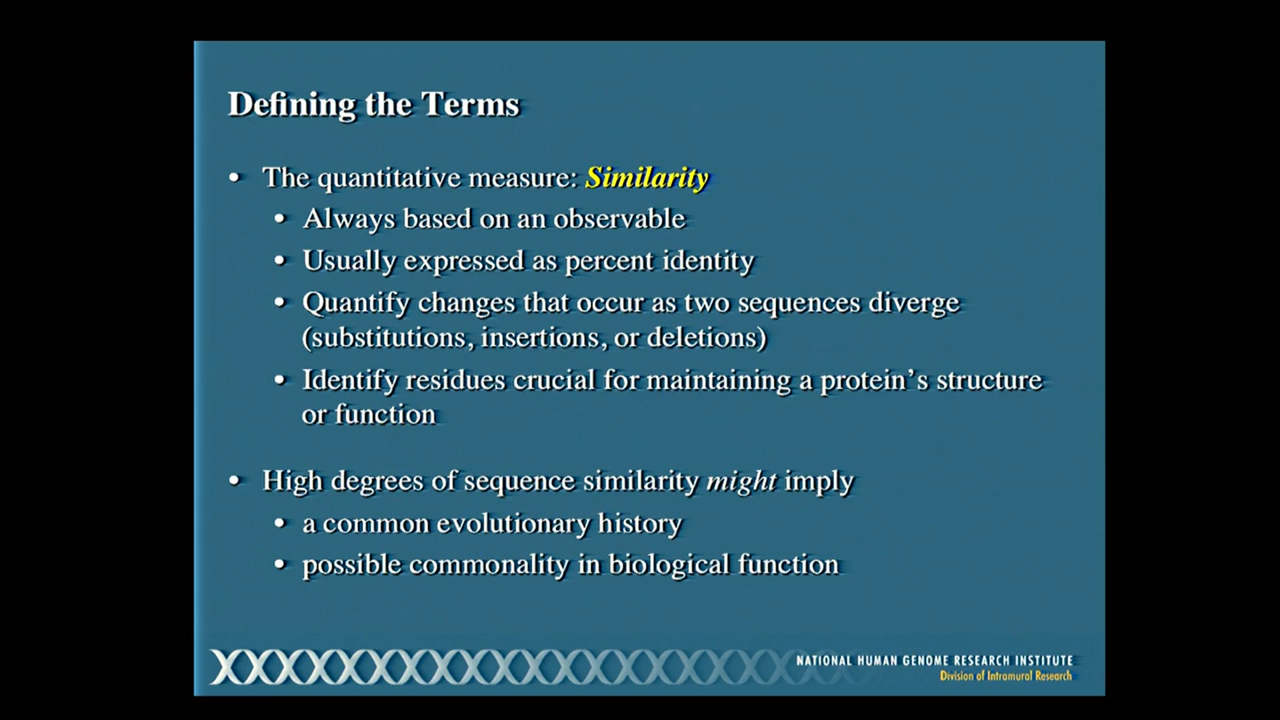 Defining the Terms
• The quantitative measure: Similarity
• Always based on an observable
• Usually expressed as percent identity
• Quantify changes that occur as two sequences diverge
(substitutions, insertions, or deletions)
• Identify residues crucial for maintaining a protein’s structure
or function
• High degrees of sequence similarity might imply
• a common evolutionary history
• possible commonality in biological function
NATIONAL HUMAN GENOME RESEARCH INSTITUTE
Division of Intramural Research